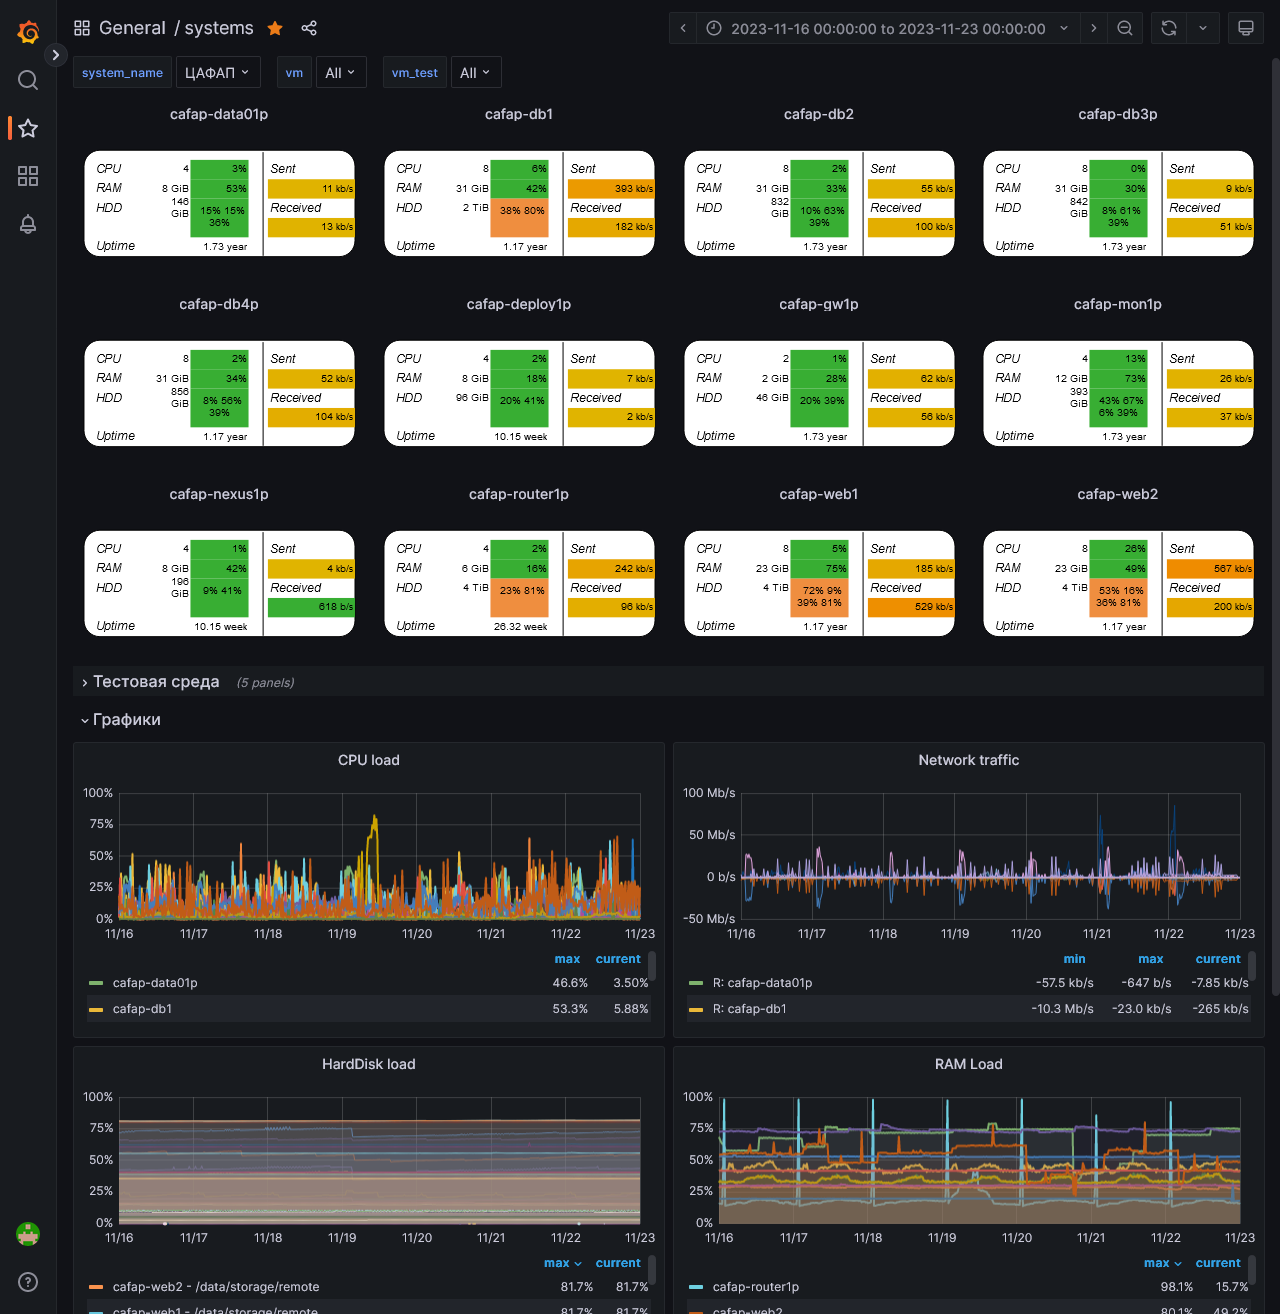 General / systems
2023-11-16 00:00:00 to 2023-11-23 00:00:00
system_name ЦАФАП vm All vm_test All
cafap-data01p cafap-db1 cafap-db2 cafap-db3p
CPU 4 3% Sent
RAM 8 GiB 53% 11 kb/s
HDD 146 GiB 15% 15% 36% Received
13 kb/s
Uptime 1.73 year
CPU 8 6% Sent
RAM 31 GiB 42% 393 kb/s
HDD 2 TiB 38% 80% Received
182 kb/s
Uptime 1.17 year
CPU 8 2% Sent
RAM 31 GiB 33% 55 kb/s
HDD 832 GiB 10% 63% 39% Received
100 kb/s
Uptime 1.73 year
CPU 8 0% Sent
RAM 31 GiB 30% 9 kb/s
HDD 842 GiB 8% 61% 39% Received
51 kb/s
Uptime 1.73 year
cafap-db4p cafap-deploy1p cafap-gw1p cafap-mon1p
CPU 8 2% Sent
RAM 31 GiB 34% 52 kb/s
HDD 856 GiB 8% 56% 39% Received
104 kb/s
Uptime 1.17 year
CPU 4 2% Sent
RAM 8 GiB 18% 7 kb/s
HDD 96 GiB 20% 41% Received
2 kb/s
Uptime 10.15 week
CPU 2 1% Sent
RAM 2 GiB 28% 62 kb/s
HDD 46 GiB 20% 39% Received
56 kb/s
Uptime 1.73 year
CPU 4 13% Sent
RAM 12 GiB 73% 26 kb/s
HDD 393 GiB 43% 67% 6% 39% Received
37 kb/s
Uptime 1.73 year
cafap-nexus1p cafap-router1p cafap-web1 cafap-web2
CPU 4 1% Sent
RAM 8 GiB 42% 4 kb/s
HDD 196 GiB 9% 41% Received
618 b/s
Uptime 10.15 week
CPU 4 2% Sent
RAM 6 GiB 16% 242 kb/s
HDD 4 TiB 23% 81% Received
96 kb/s
Uptime 26.32 week
CPU 8 5% Sent
RAM 23 GiB 75% 185 kb/s
HDD 4 TiB 72% 9% 39% 81% Received
529 kb/s
Uptime 1.17 year
CPU 8 26% Sent
RAM 23 GiB 49% 567 kb/s
HDD 4 TiB 53% 16% 36% 81% Received
200 kb/s
Uptime 1.17 year
Тестовая среда (5 panels)
Графики
CPU load
100%
75%
50%
25%
0%
11/16 11/17 11/18 11/19 11/20 11/21 11/22 11/23
max current
cafap-data01p 46.6% 3.50%
cafap-db1 53.3% 5.88%
Network traffic
100 Mb/s
50 Mb/s
0 b/s
-50 Mb/s
11/16 11/17 11/18 11/19 11/20 11/21 11/22 11/23
min max current
R: cafap-data01p -57.5 kb/s -647 b/s -7.85 kb/s
R: cafap-db1 -10.3 Mb/s -23.0 kb/s -265 kb/s
HardDisk load
100%
75%
50%
25%
0%
11/16 11/17 11/18 11/19 11/20 11/21 11/22 11/23
max current
cafap-web2 - /data/storage/remote 81.7% 81.7%
cafap-web1 - /data/storage/remote 81.7% 81.7%
RAM Load
100%
75%
50%
25%
0%
11/16 11/17 11/18 11/19 11/20 11/21 11/22 11/23
max current
cafap-router1p 98.1% 15.7%
cafap-web2 80.1% 49.2%